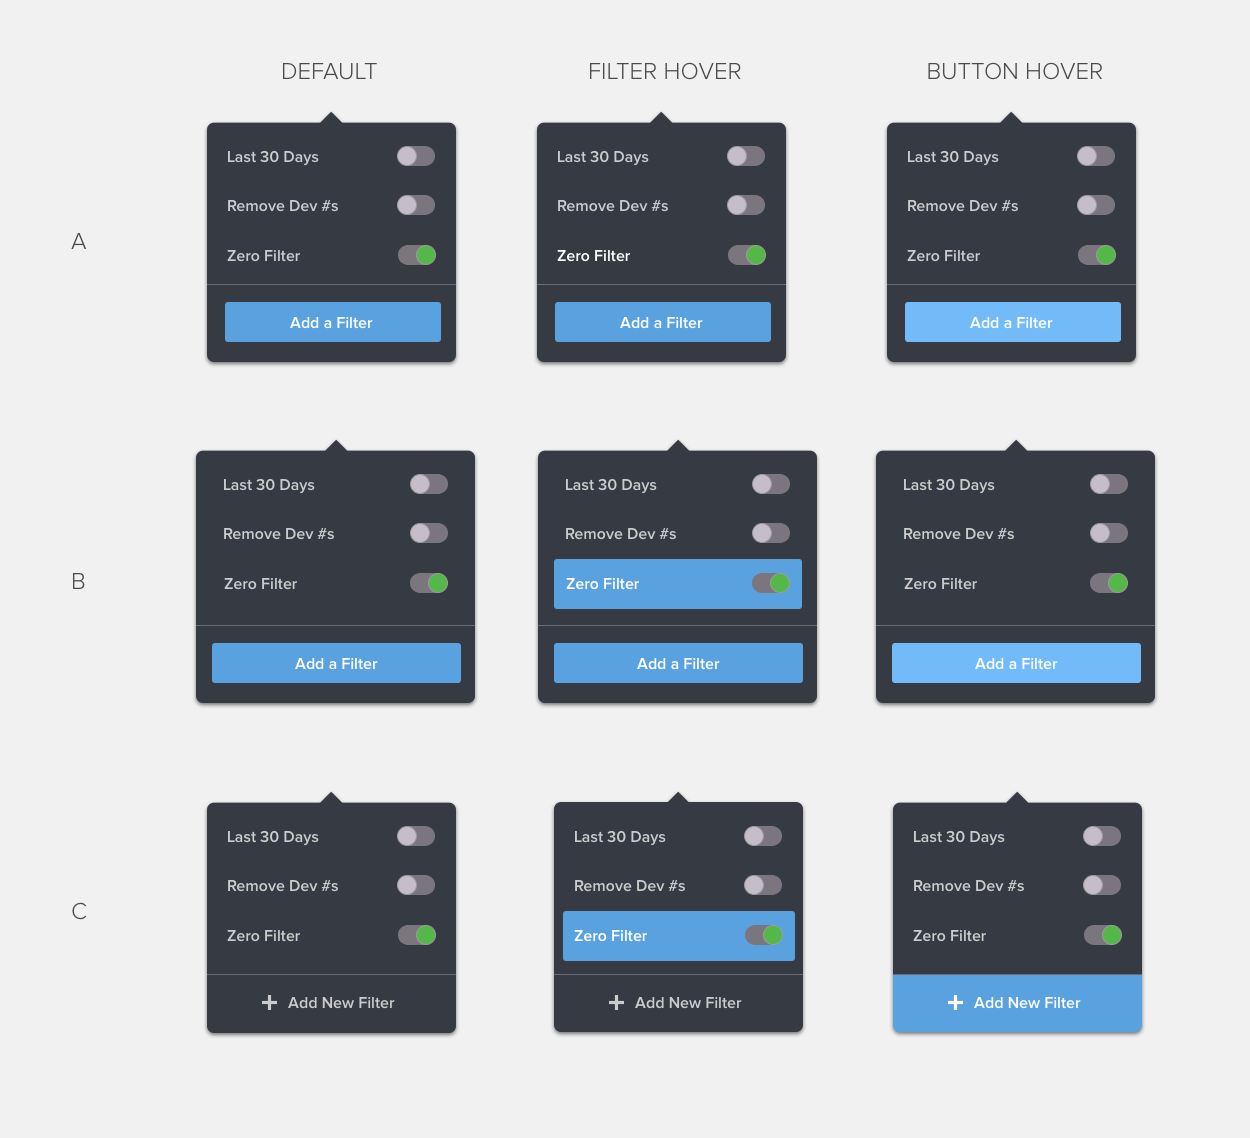 DEFAULT FILTER HOVER BUTTON HOVER
A
Last 30 Days
Remove Dev #s
Zero Filter
Add a Filter
Last 30 Days
Remove Dev #s
Zero Filter
Add a Filter
Last 30 Days
Remove Dev #s
Zero Filter
Add a Filter
B
Last 30 Days
Remove Dev #s
Zero Filter
Add a Filter
Last 30 Days
Remove Dev #s
Zero Filter
Add a Filter
Last 30 Days
Remove Dev #s
Zero Filter
Add a Filter
C
Last 30 Days
Remove Dev #s
Zero Filter
+ Add New Filter
Last 30 Days
Remove Dev #s
Zero Filter
+ Add New Filter
Last 30 Days
Remove Dev #s
Zero Filter
+ Add New Filter